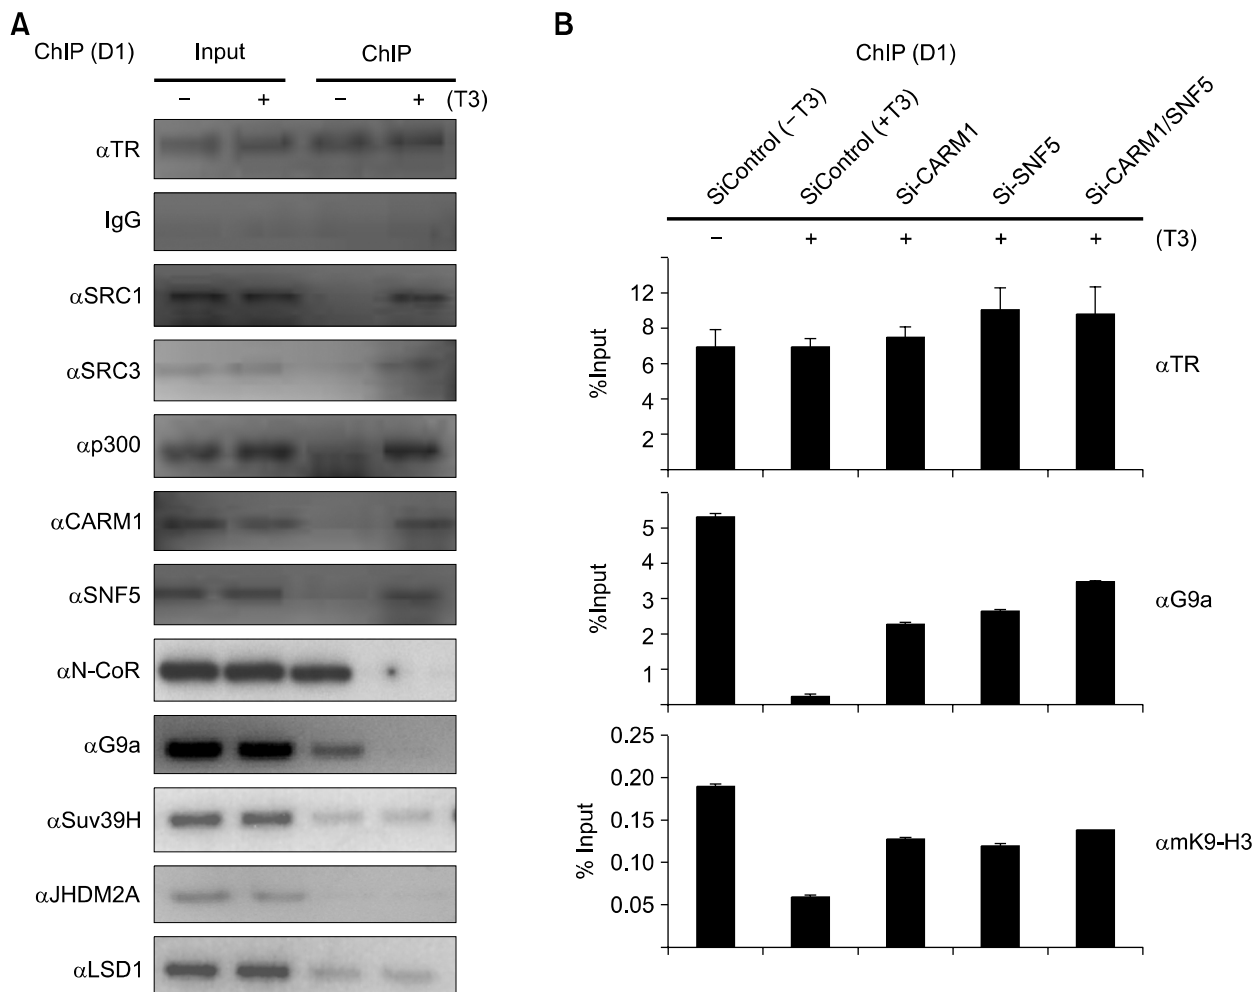 A
ChIP (D1)
Input
ChIP
− + − + (T3)
αTR
IgG
αSRC1
αSRC3
αp300
αCARM1
αSNF5
αN-CoR
αG9a
αSuv39H
αJHDM2A
αLSD1
B
ChIP (D1)
SiControl (−T3)
SiControl (+T3)
Si-CARM1
Si-SNF5
Si-CARM1/SNF5
− + + + + (T3)
%Input
12
8
6
4
2
αTR
%Input
5
4
3
2
1
αG9a
% Input
0.25
0.20
0.15
0.10
0.05
αmK9-H3